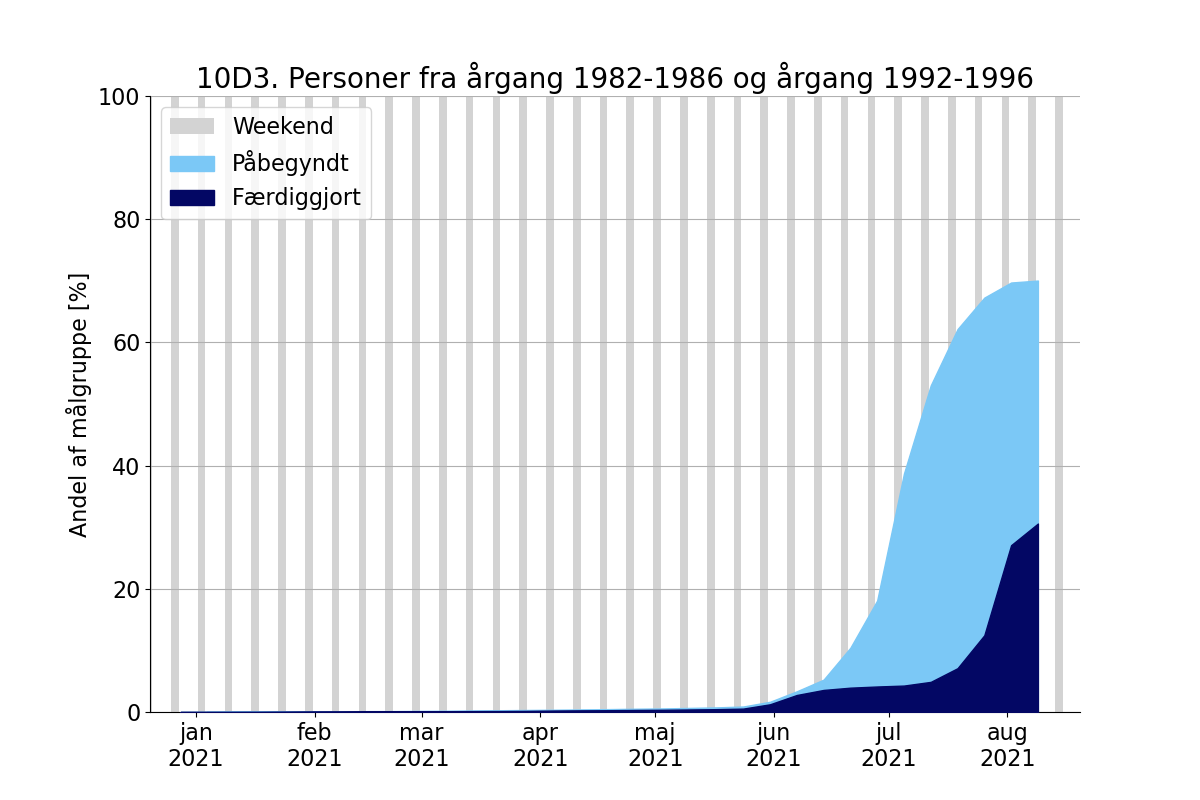 10D3. Personer fra årgang 1982-1986 og årgang 1992-1996
Andel af målgruppe [%]
100
80
60
40
20
0
Weekend
Påbegyndt
Færdiggjort
jan feb mar apr maj jun jul aug
2021 2021 2021 2021 2021 2021 2021 2021